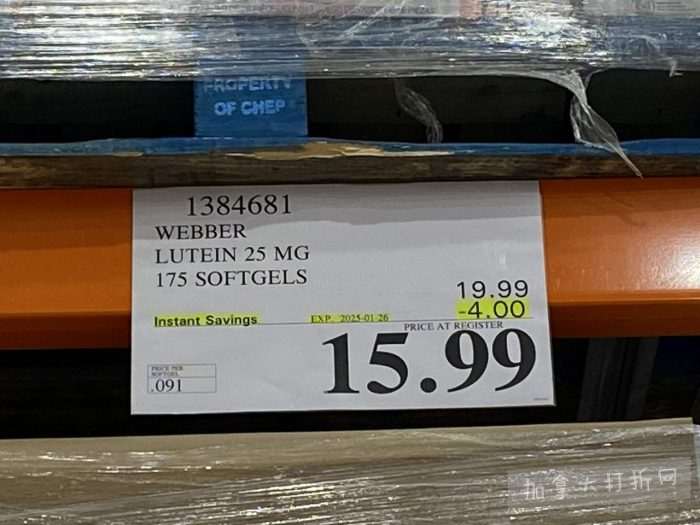 PROPERTY
OF CHEP
1384681
WEBBER
LUTEIN 25 MG
175 SOFTGELS
19.99
Instant Savings EXP. 2025-01-26 -4.00
PRICE AT REGISTER
15.99
PRICE PER
SOFTGEL
.091
加拿大打折网